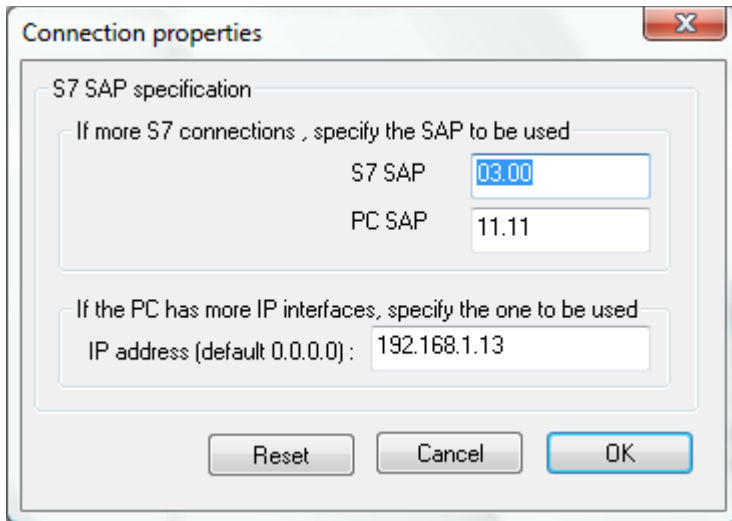 Connection properties
S7 SAP specification
If more S7 connections , specify the SAP to be used
S7 SAP 03.00
PC SAP 11.11
If the PC has more IP interfaces, specify the one to be used
IP address (default 0.0.0.0) : 192.168.1.13
Reset Cancel OK